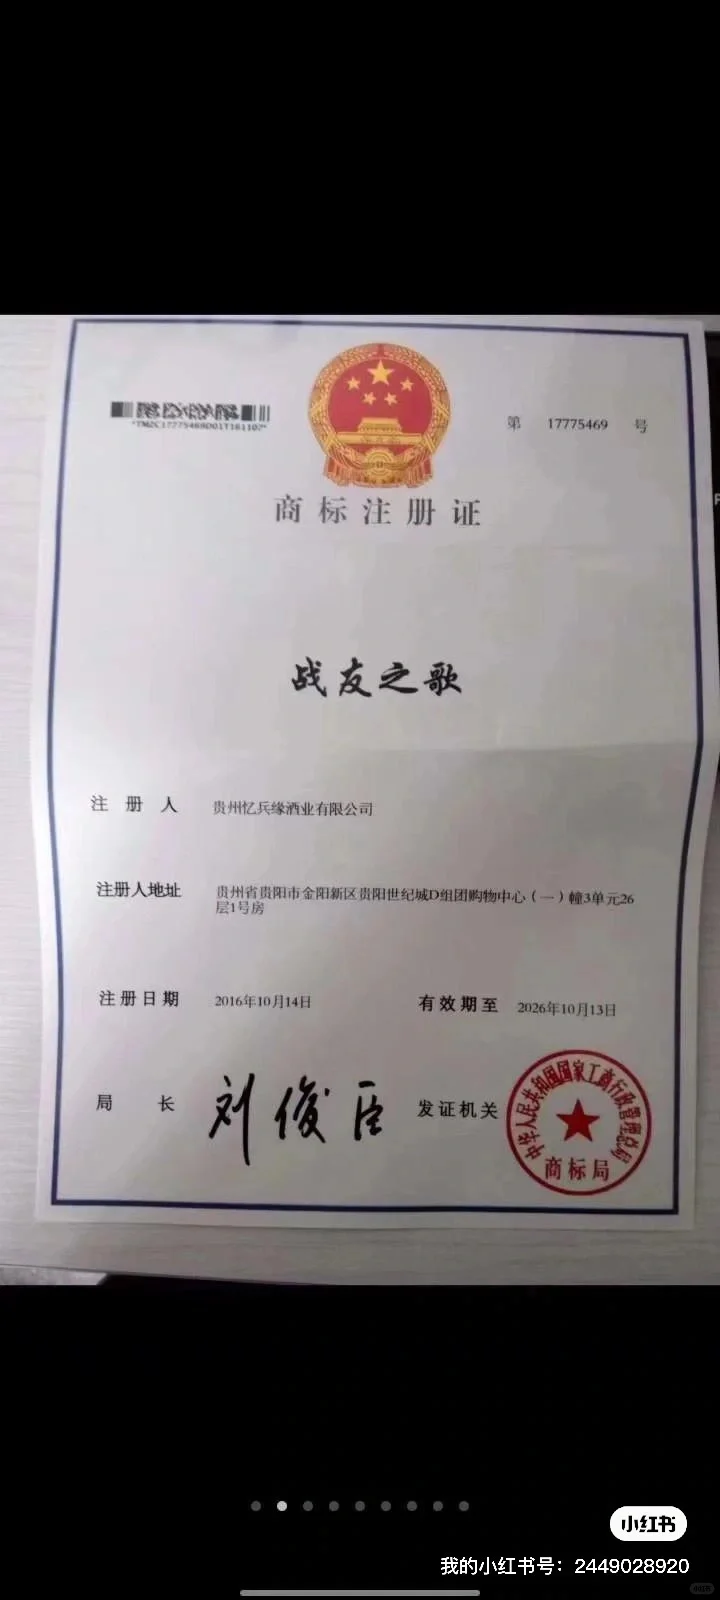 *TMZC17775469D01T161102*
第 17775469 号
商标注册证
战友之歌
注册人 贵州忆兵缘酒业有限公司
注册人地址 贵州省贵阳市金阳新区贵阳世纪城D组团购物中心（一）幢3单元26
层1号房
注册日期 2016年10月14日 有效期至 2026年10月13日
局长 刘俊臣 发证机关
中华人民共和国国家工商行政管理总局
商标局
小红书
我的小红书号：2449028920